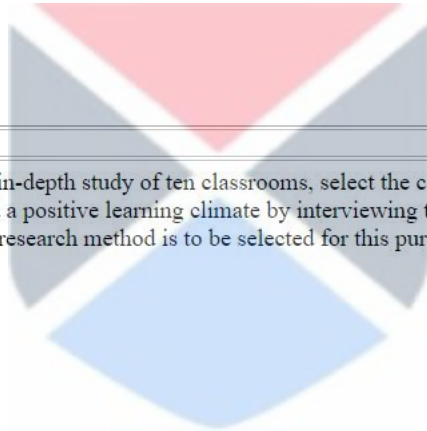 in-depth study of ten classrooms, select the c
a positive learning climate by interviewing t
research method is to be selected for this pur